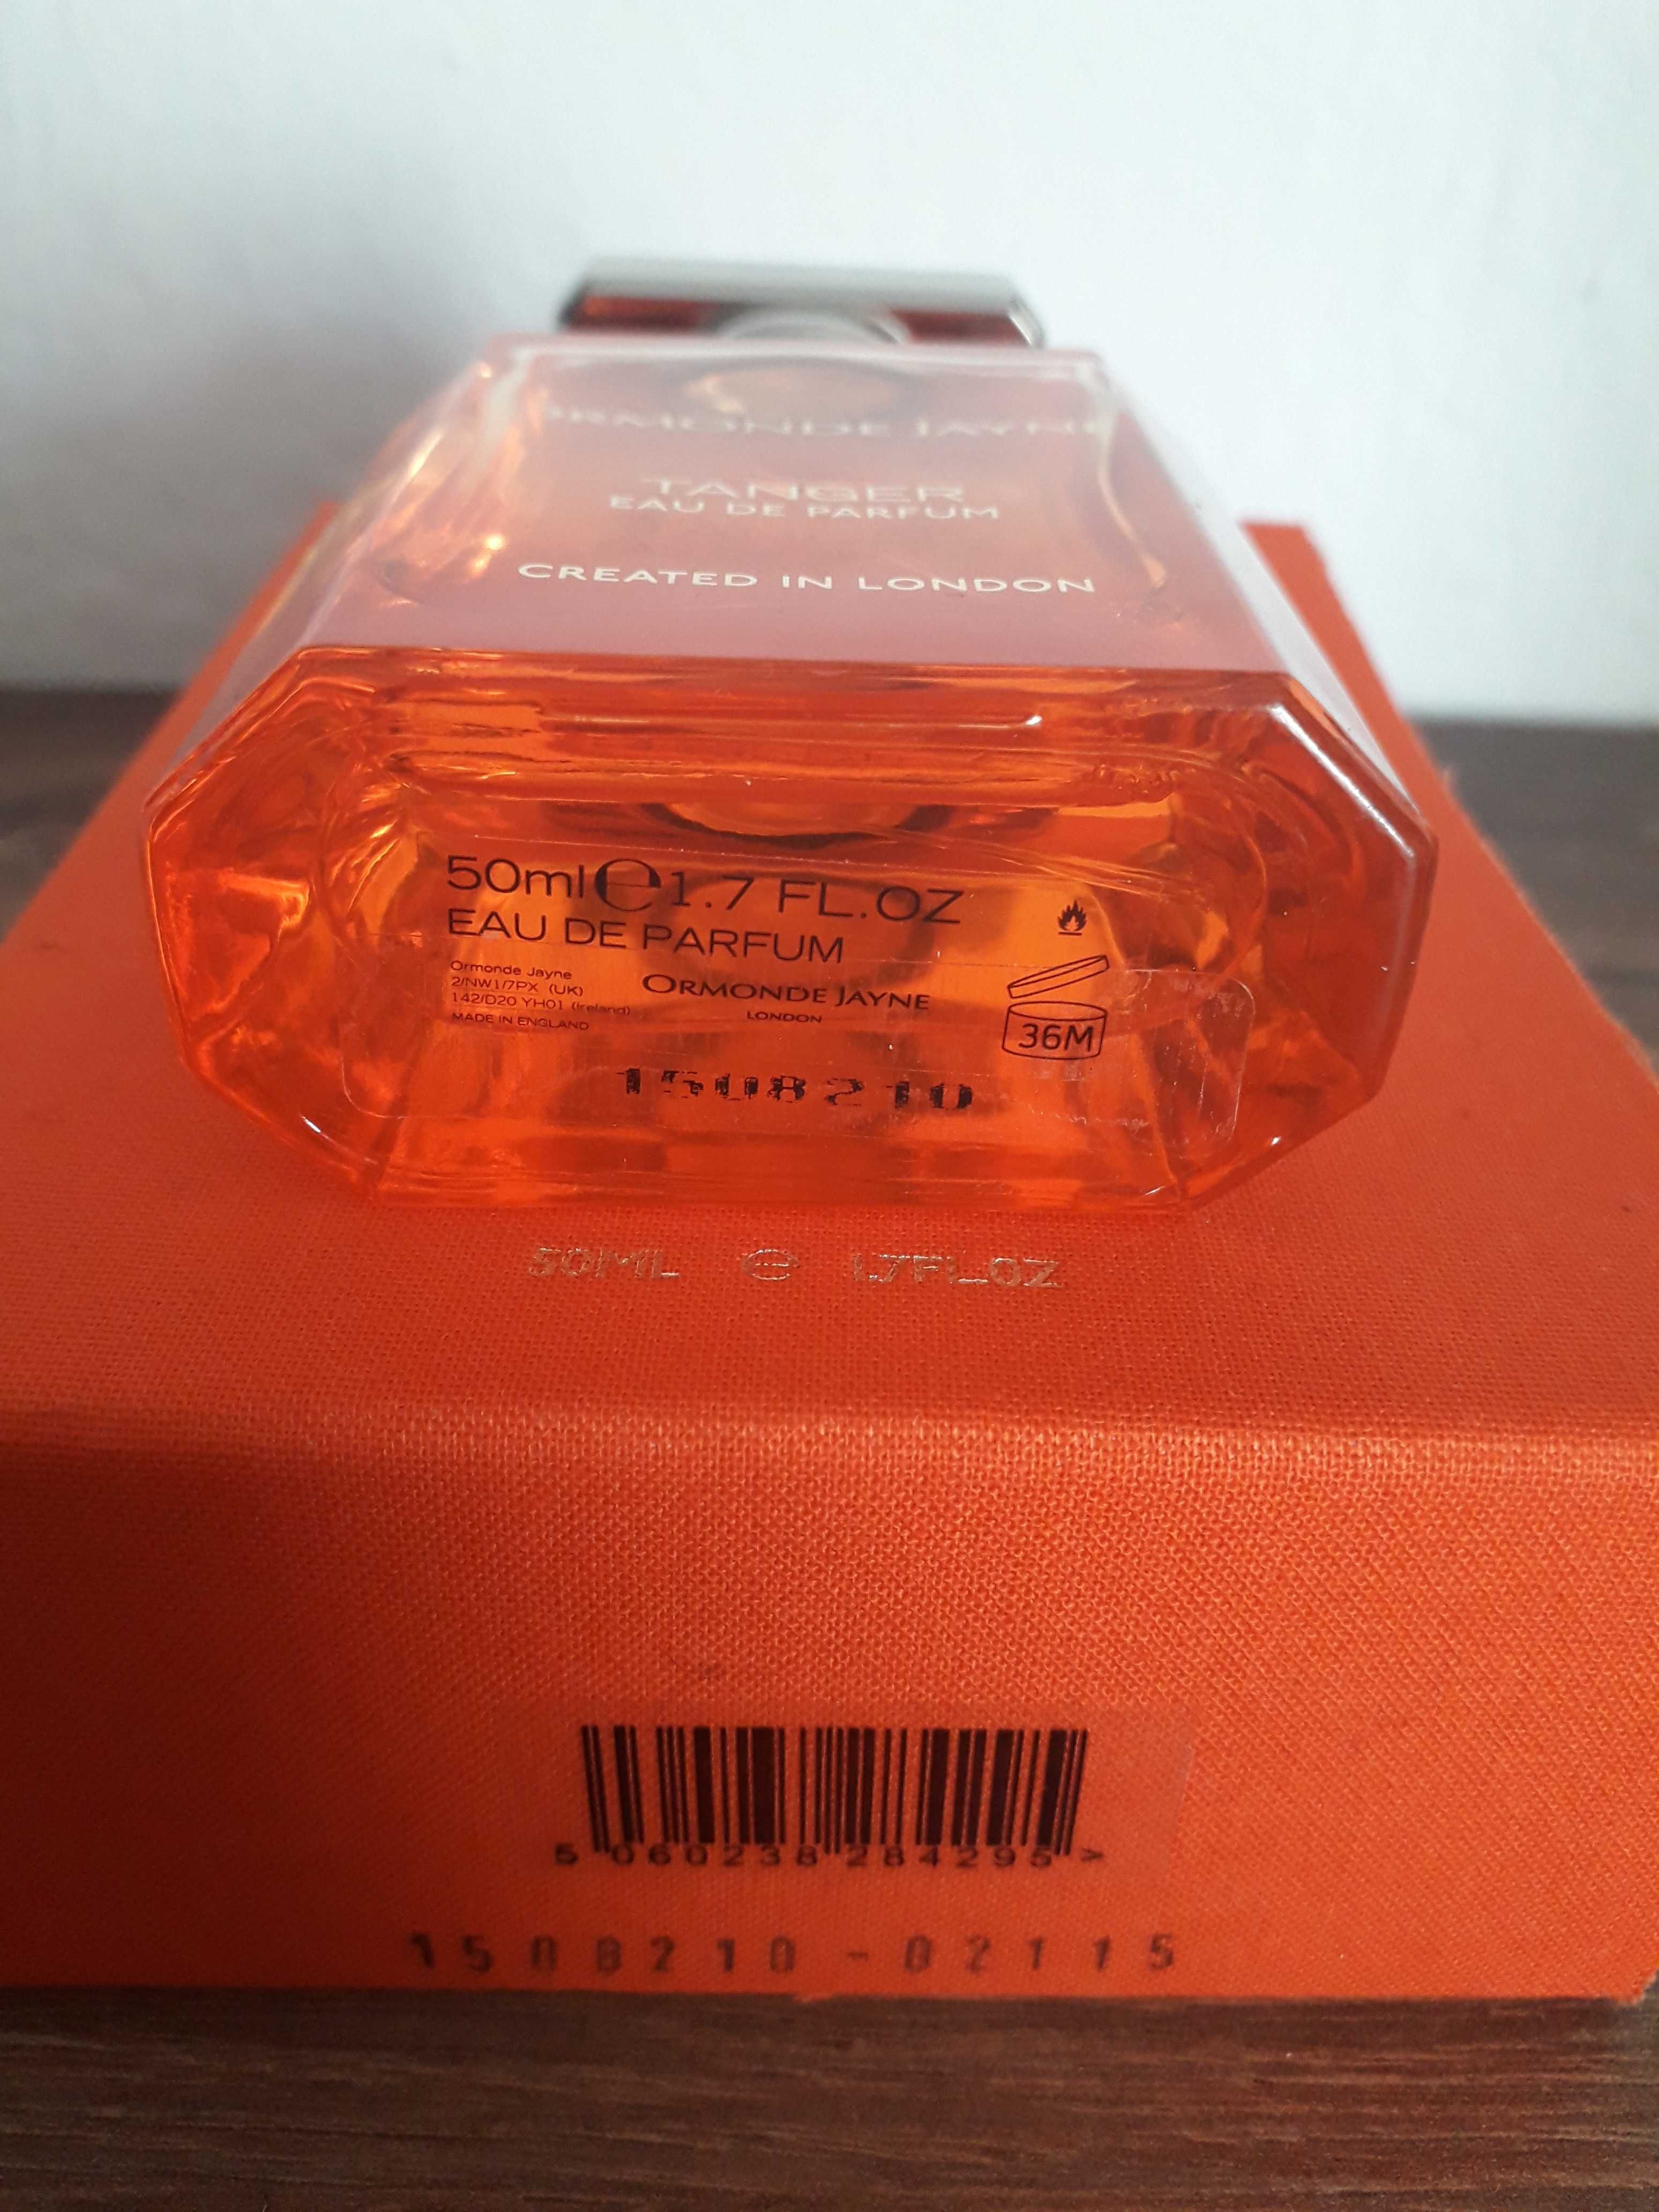 ORMONDE JAYNE
TANGER
EAU DE PARFUM
CREATED IN LONDON
50ml e 1.7 FL.OZ
EAU DE PARFUM
Ormonde Jayne
2/NW1/7PX (UK)
142/D20 YH01 (Ireland)
MADE IN ENGLAND
ORMONDE JAYNE
LONDON
36M
1508210
50ML e 1.7FL.OZ
5 060238 284295 >
1508210-02115